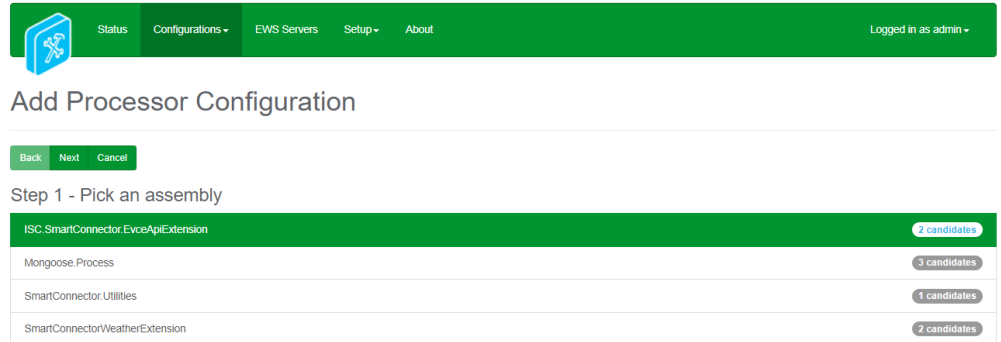 Status Configurations EWS Servers Setup About Logged in as admin
Add Processor Configuration
Back Next Cancel
Step 1 - Pick an assembly
ISC.SmartConnector.EvceApiExtension 2 candidates
Mongoose.Process 3 candidates
SmartConnector.Utilities 1 candidates
SmartConnectorWeatherExtension 2 candidates